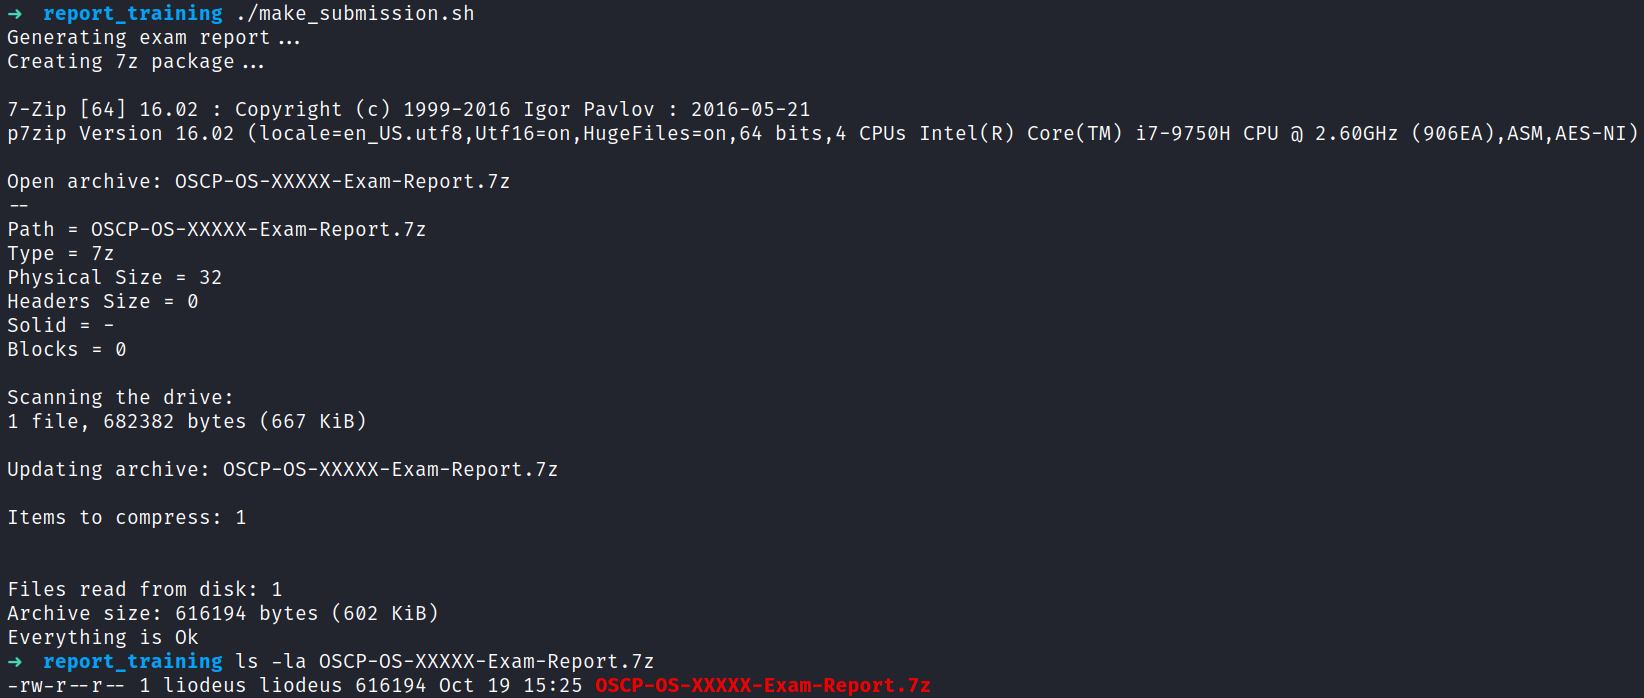 → report_training ./make_submission.sh
Generating exam report...
Creating 7z package...
7-Zip [64] 16.02 : Copyright (c) 1999-2016 Igor Pavlov : 2016-05-21
p7zip Version 16.02 (locale=en_US.utf8,Utf16=on,HugeFiles=on,64 bits,4 CPUs Intel(R) Core(TM) i7-9750H CPU @ 2.60GHz (906EA),ASM,AES-NI)
Open archive: OSCP-OS-XXXXX-Exam-Report.7z
--
Path = OSCP-OS-XXXXX-Exam-Report.7z
Type = 7z
Physical Size = 32
Headers Size = 0
Solid = -
Blocks = 0
Scanning the drive:
1 file, 682382 bytes (667 KiB)
Updating archive: OSCP-OS-XXXXX-Exam-Report.7z
Items to compress: 1
Files read from disk: 1
Archive size: 616194 bytes (602 KiB)
Everything is Ok
→ report_training ls -la OSCP-OS-XXXXX-Exam-Report.7z
-rw-r--r-- 1 liodeus liodeus 616194 Oct 19 15:25 OSCP-OS-XXXXX-Exam-Report.7z